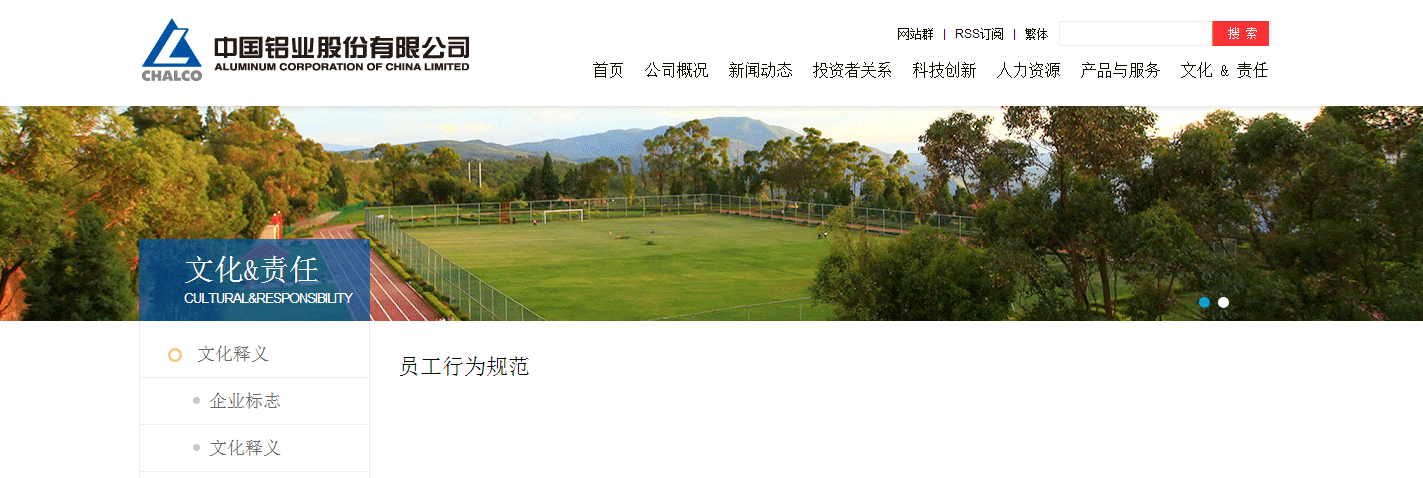 网站群 | RSS订阅 | 繁体
搜 索
CHALCO
中国铝业股份有限公司
ALUMINUM CORPORATION OF CHINA LIMITED
首页 公司概况 新闻动态 投资者关系 科技创新 人力资源 产品与服务 文化 & 责任
文化&责任
CULTURAL&RESPONSIBILITY
文化释义
企业标志
文化释义
员工行为规范